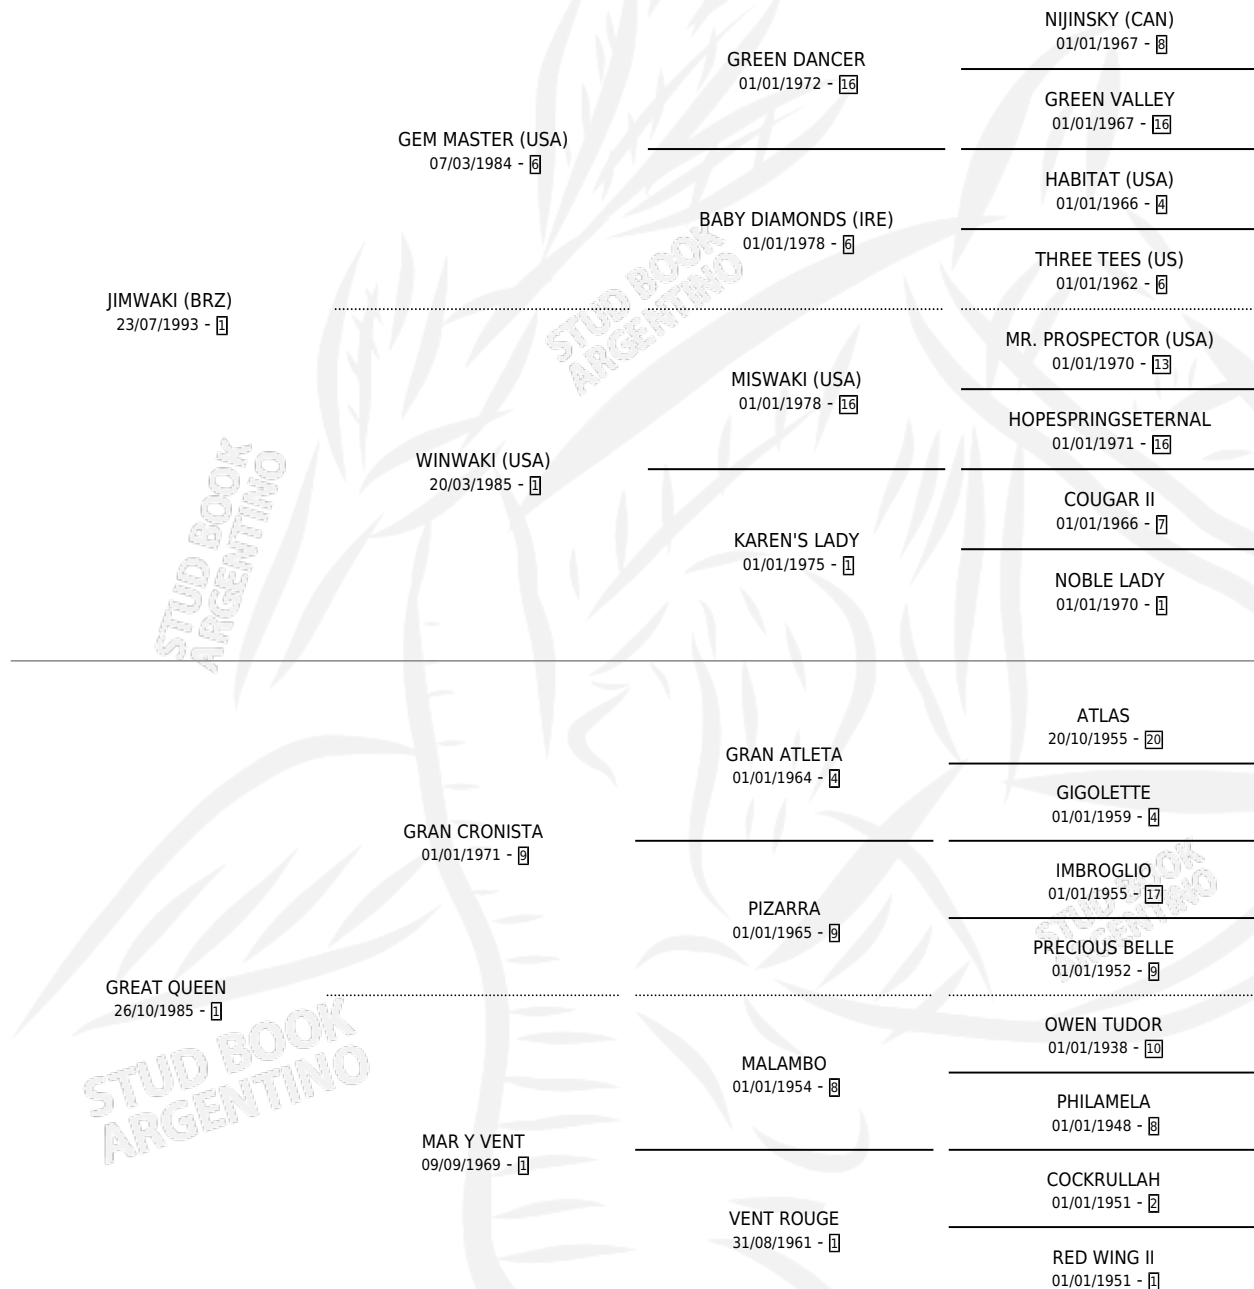 NIJINSKY (CAN)
01/01/1967 - 8
GREEN DANCER
01/01/1972 - 16
GREEN VALLEY
01/01/1967 - 16
GEM MASTER (USA)
07/03/1984 - 6
HABITAT (USA)
01/01/1966 - 4
BABY DIAMONDS (IRE)
01/01/1978 - 6
THREE TEES (US)
01/01/1962 - 6
JIMWAKI (BRZ)
23/07/1993 - 1
STUD BOOK
ARGENTINO
MR. PROSPECTOR (USA)
01/01/1970 - 13
MISWAKI (USA)
01/01/1978 - 16
HOPESPRINGSETERNAL
01/01/1971 - 16
WINWAKI (USA)
20/03/1985 - 1
STUD BOOK
ARGENTINO
COUGAR II
01/01/1966 - 7
KAREN'S LADY
01/01/1975 - 1
NOBLE LADY
01/01/1970 - 1
ATLAS
20/10/1955 - 20
GRAN ATLETA
01/01/1964 - 4
GIGOLETTE
01/01/1959 - 4
GRAN CRONISTA
01/01/1971 - 9
IMBROGLIO
01/01/1955 - 17
STUD BOOK
ARGENTINO
PIZARRA
01/01/1965 - 9
PRECIOUS BELLE
01/01/1952 - 9
GREAT QUEEN
26/10/1985 - 1
STUD BOOK
ARGENTINO
OWEN TUDOR
01/01/1938 - 10
MALAMBO
01/01/1954 - 8
PHILAMELA
01/01/1948 - 8
MAR Y VENT
09/09/1969 - 1
COCKRULLAH
01/01/1951 - 2
VENT ROUGE
31/08/1961 - 1
RED WING II
01/01/1951 - 1